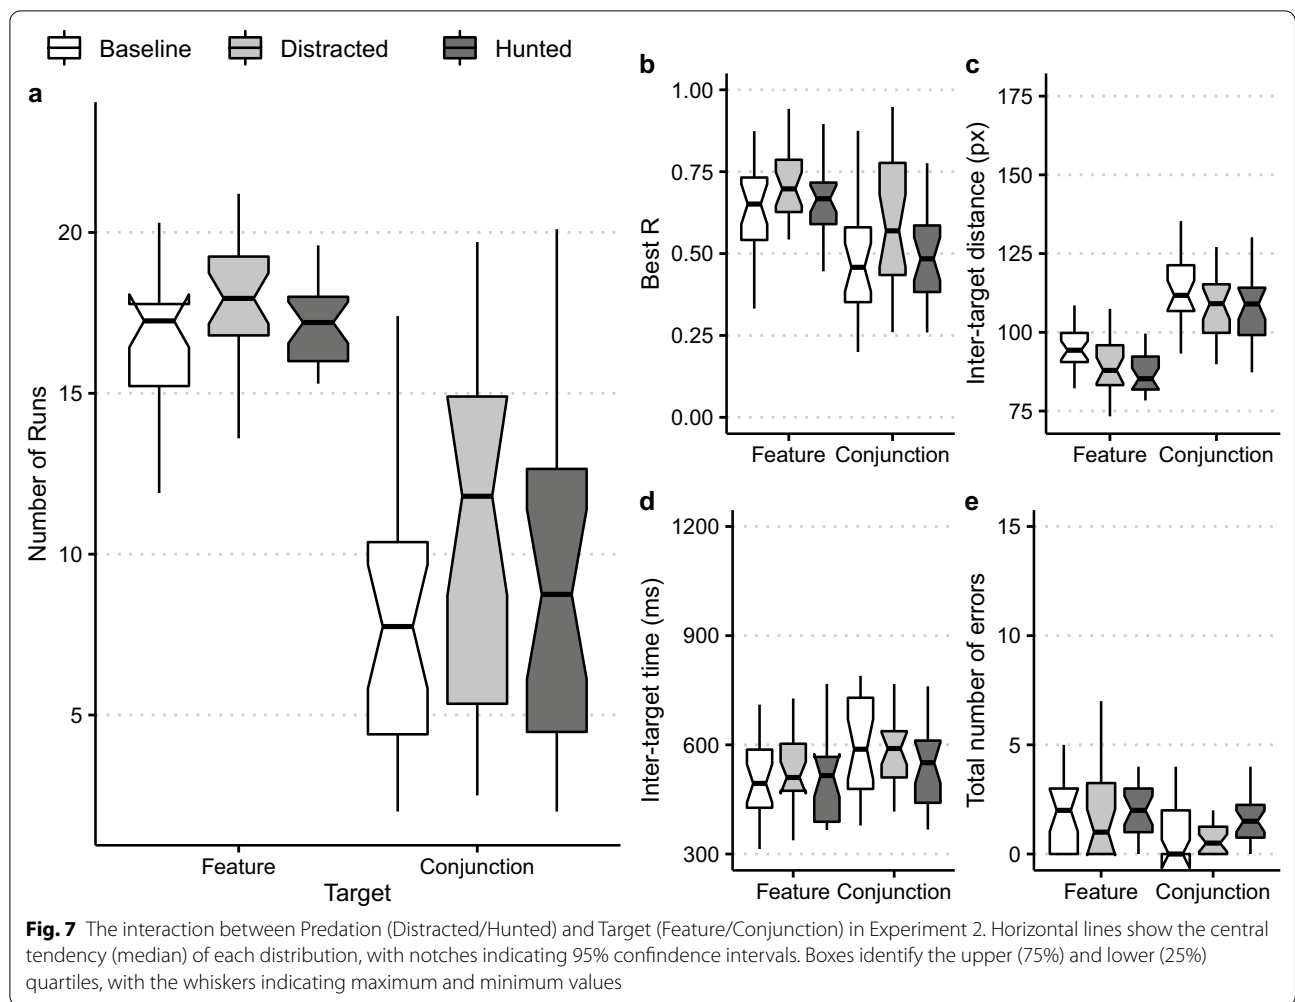 Baseline
Distracted
Hunted
a
20
15
10
5
Number of Runs
Feature
Conjunction
Target
b
1.00
0.75
0.50
0.25
0.00
Best R
Feature
Conjunction
c
175
150
125
100
75
Inter-target distance (px)
Feature
Conjunction
d
1200
900
600
300
Inter-target time (ms)
Feature
Conjunction
e
15
10
5
0
Total number of errors
Feature
Conjunction
Fig. 7 The interaction between Predation (Distracted/Hunted) and Target (Feature/Conjunction) in Experiment 2. Horizontal lines show the central
tendency (median) of each distribution, with notches indicating 95% confindence intervals. Boxes identify the upper (75%) and lower (25%)
quartiles, with the whiskers indicating maximum and minimum values